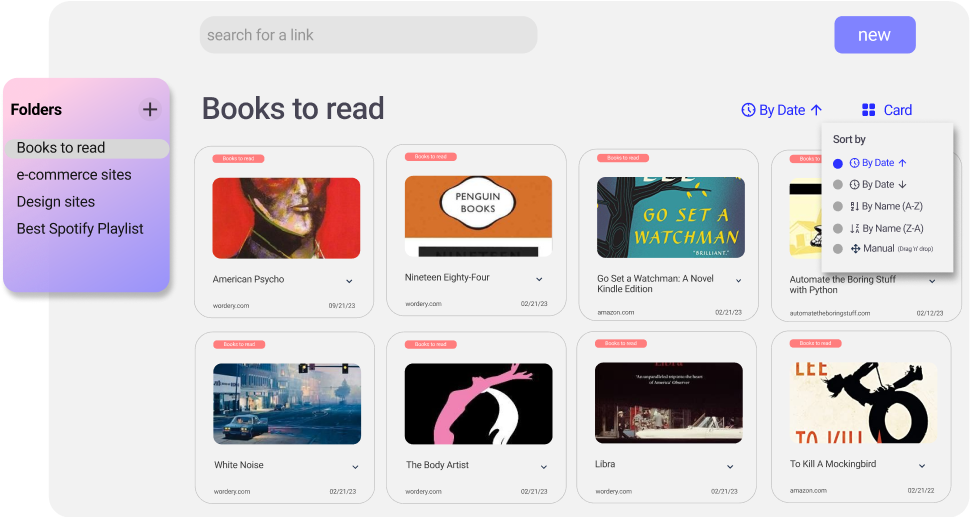 search for a link
new
Folders
Books to read
e-commerce sites
Design sites
Best Spotify Playlist
Books to read
By Date
Card
Sort by
By Date
By Date
By Name (A-Z)
By Name (Z-A)
Manual (Drag 'n' drop)
Books to read
American Psycho
wordery.com 09/21/23
Books to read
PENGUIN
BOOKS
Nineteen Eighty-Four
wordery.com 02/21/23
Books to read
GO SET A
WATCHMAN
"BRILLIANT."
Go Set a Watchman: A Novel
Kindle Edition
amazon.com 02/21/23
Books to
Automate the Boring Stuff
with Python
automatetheboringstuff.com 02/12/23
Books to read
White Noise
wordery.com 02/21/23
Books to read
The Body Artist
wordery.com 02/21/23
Books to read
'An unparalleled trip into the heart
of America' Observer
Libra
wordery.com 02/21/23
Books to read
LEE
TO KILL A
To Kill A Mockingbird
amazon.com 02/21/22